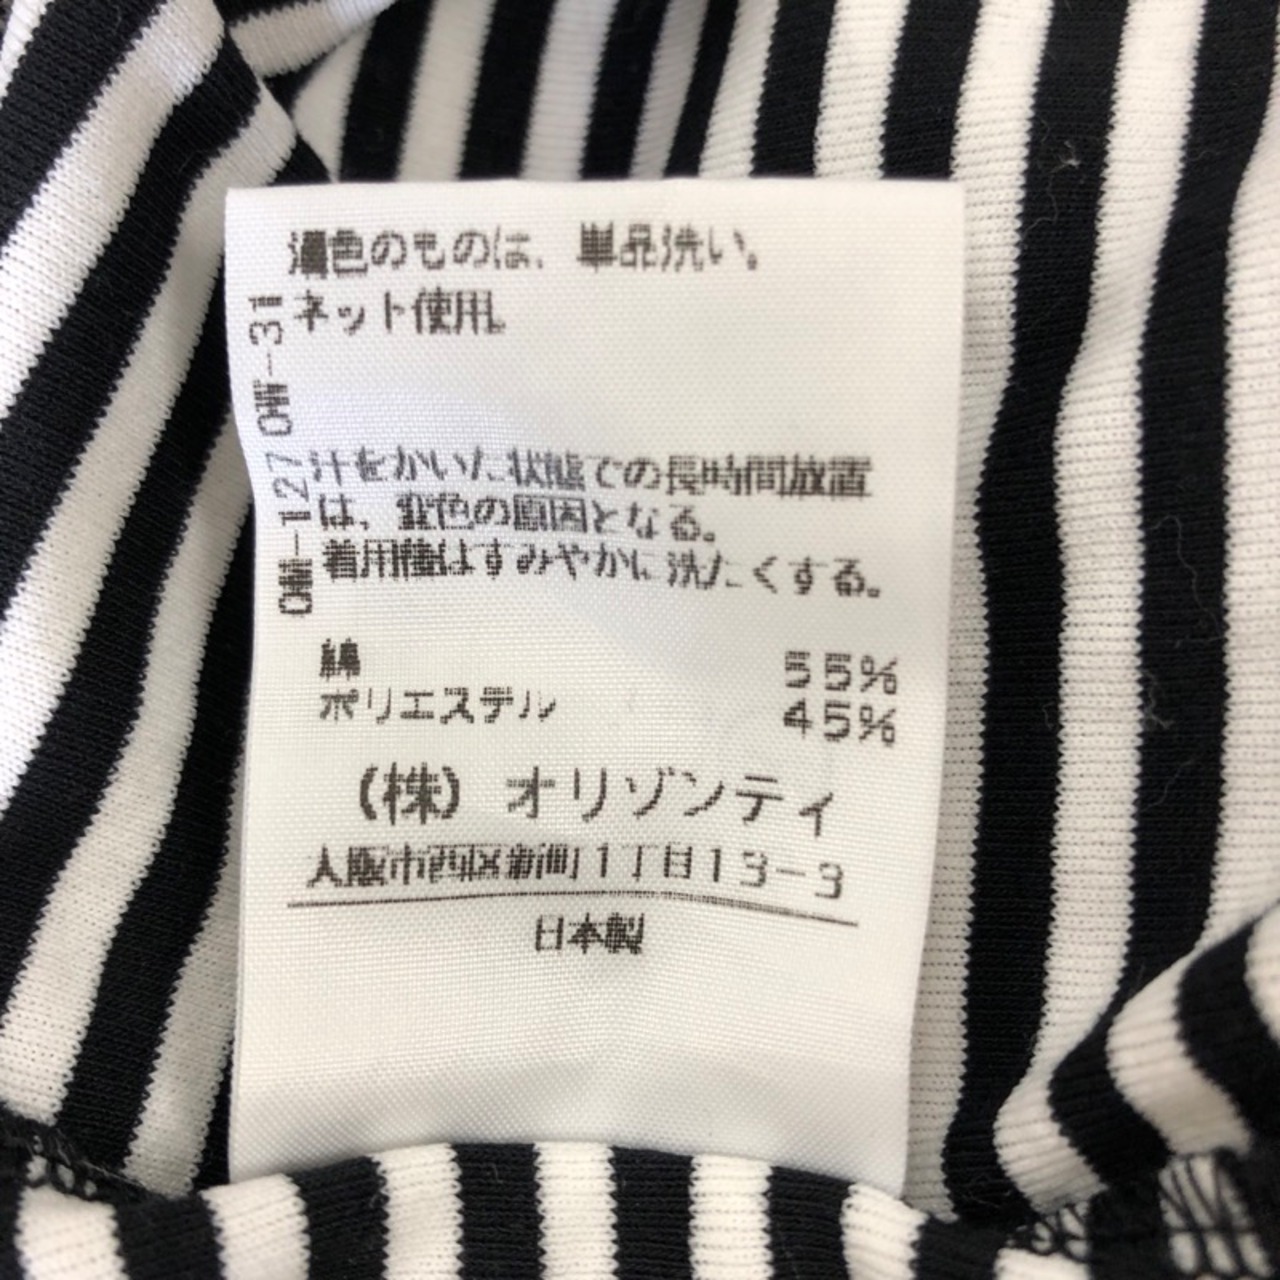 濃色のものは、単品洗い。
ネット使用。
汁をかいた状態での長時間放置
は、変色の原因となる。
着用後はすみやかに洗たくする。
綿 55%
ポリエステル 45%
(株) オリゾンティ
大阪市西区新町1丁目13-3
日本製
OHW-31
OHW-127